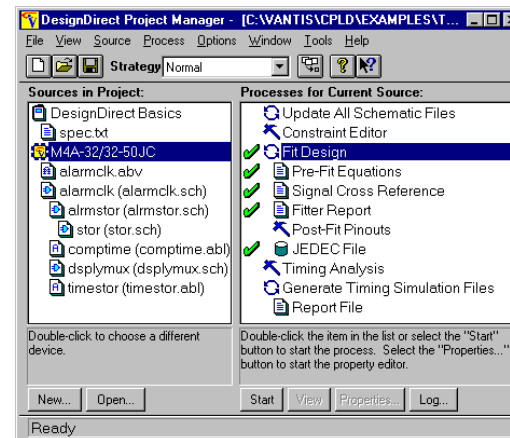 DesignDirect Project Manager - [C:\VANTIS\CPLD\EXAMPLES\T...
File View Source Process Options Window Tools Help
Strategy Normal
Sources in Project:
DesignDirect Basics
spec.txt
M4A-32/32-50JC
alarmclk.abv
alarmclk (alarmclk.sch)
alrmstor (alrmstor.sch)
stor (stor.sch)
comptime (comptime.abl)
dsplymux (dsplymux.sch)
timestor (timestor.abl)
Double-click to choose a different
device.
New... Open...
Processes for Current Source:
Update All Schematic Files
Constraint Editor
Fit Design
Pre-Fit Equations
Signal Cross Reference
Fitter Report
Post-Fit Pinouts
JEDEC File
Timing Analysis
Generate Timing Simulation Files
Report File
Double-click the item in the list or select the "Start"
button to start the process. Select the "Properties..."
button to start the property editor.
Start View Properties... Log...
Ready